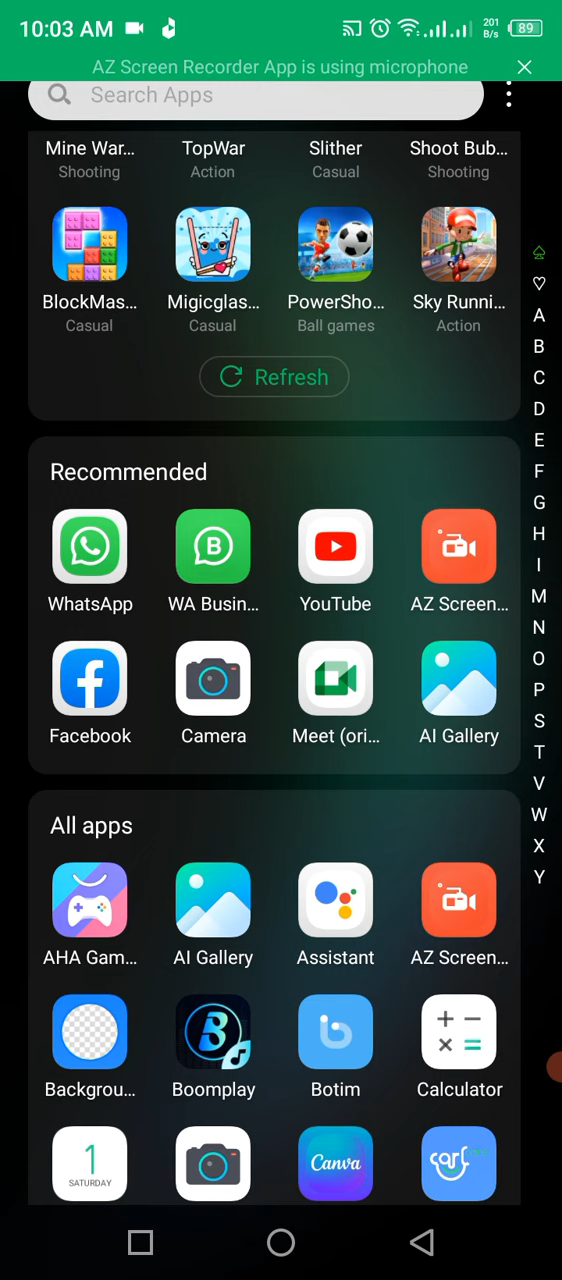 10:03 AM 201 B/s 89
AZ Screen Recorder App is using microphone
Search Apps
Mine War... TopWar Slither Shoot Bub...
Shooting Action Casual Shooting
BlockMas... Migicglas... PowerSho... Sky Runni...
Casual Casual Ball games Action
Refresh
Recommended
B
WhatsApp WA Busin... YouTube AZ Screen...
Facebook Camera Meet (ori... AI Gallery
All apps
AHA Gam... AI Gallery Assistant AZ Screen...
Backgrou... Boomplay Botim Calculator
1
SATURDAY
Canva
A
B
C
D
E
F
G
H
I
M
N
O
P
S
T
V
W
X
Y